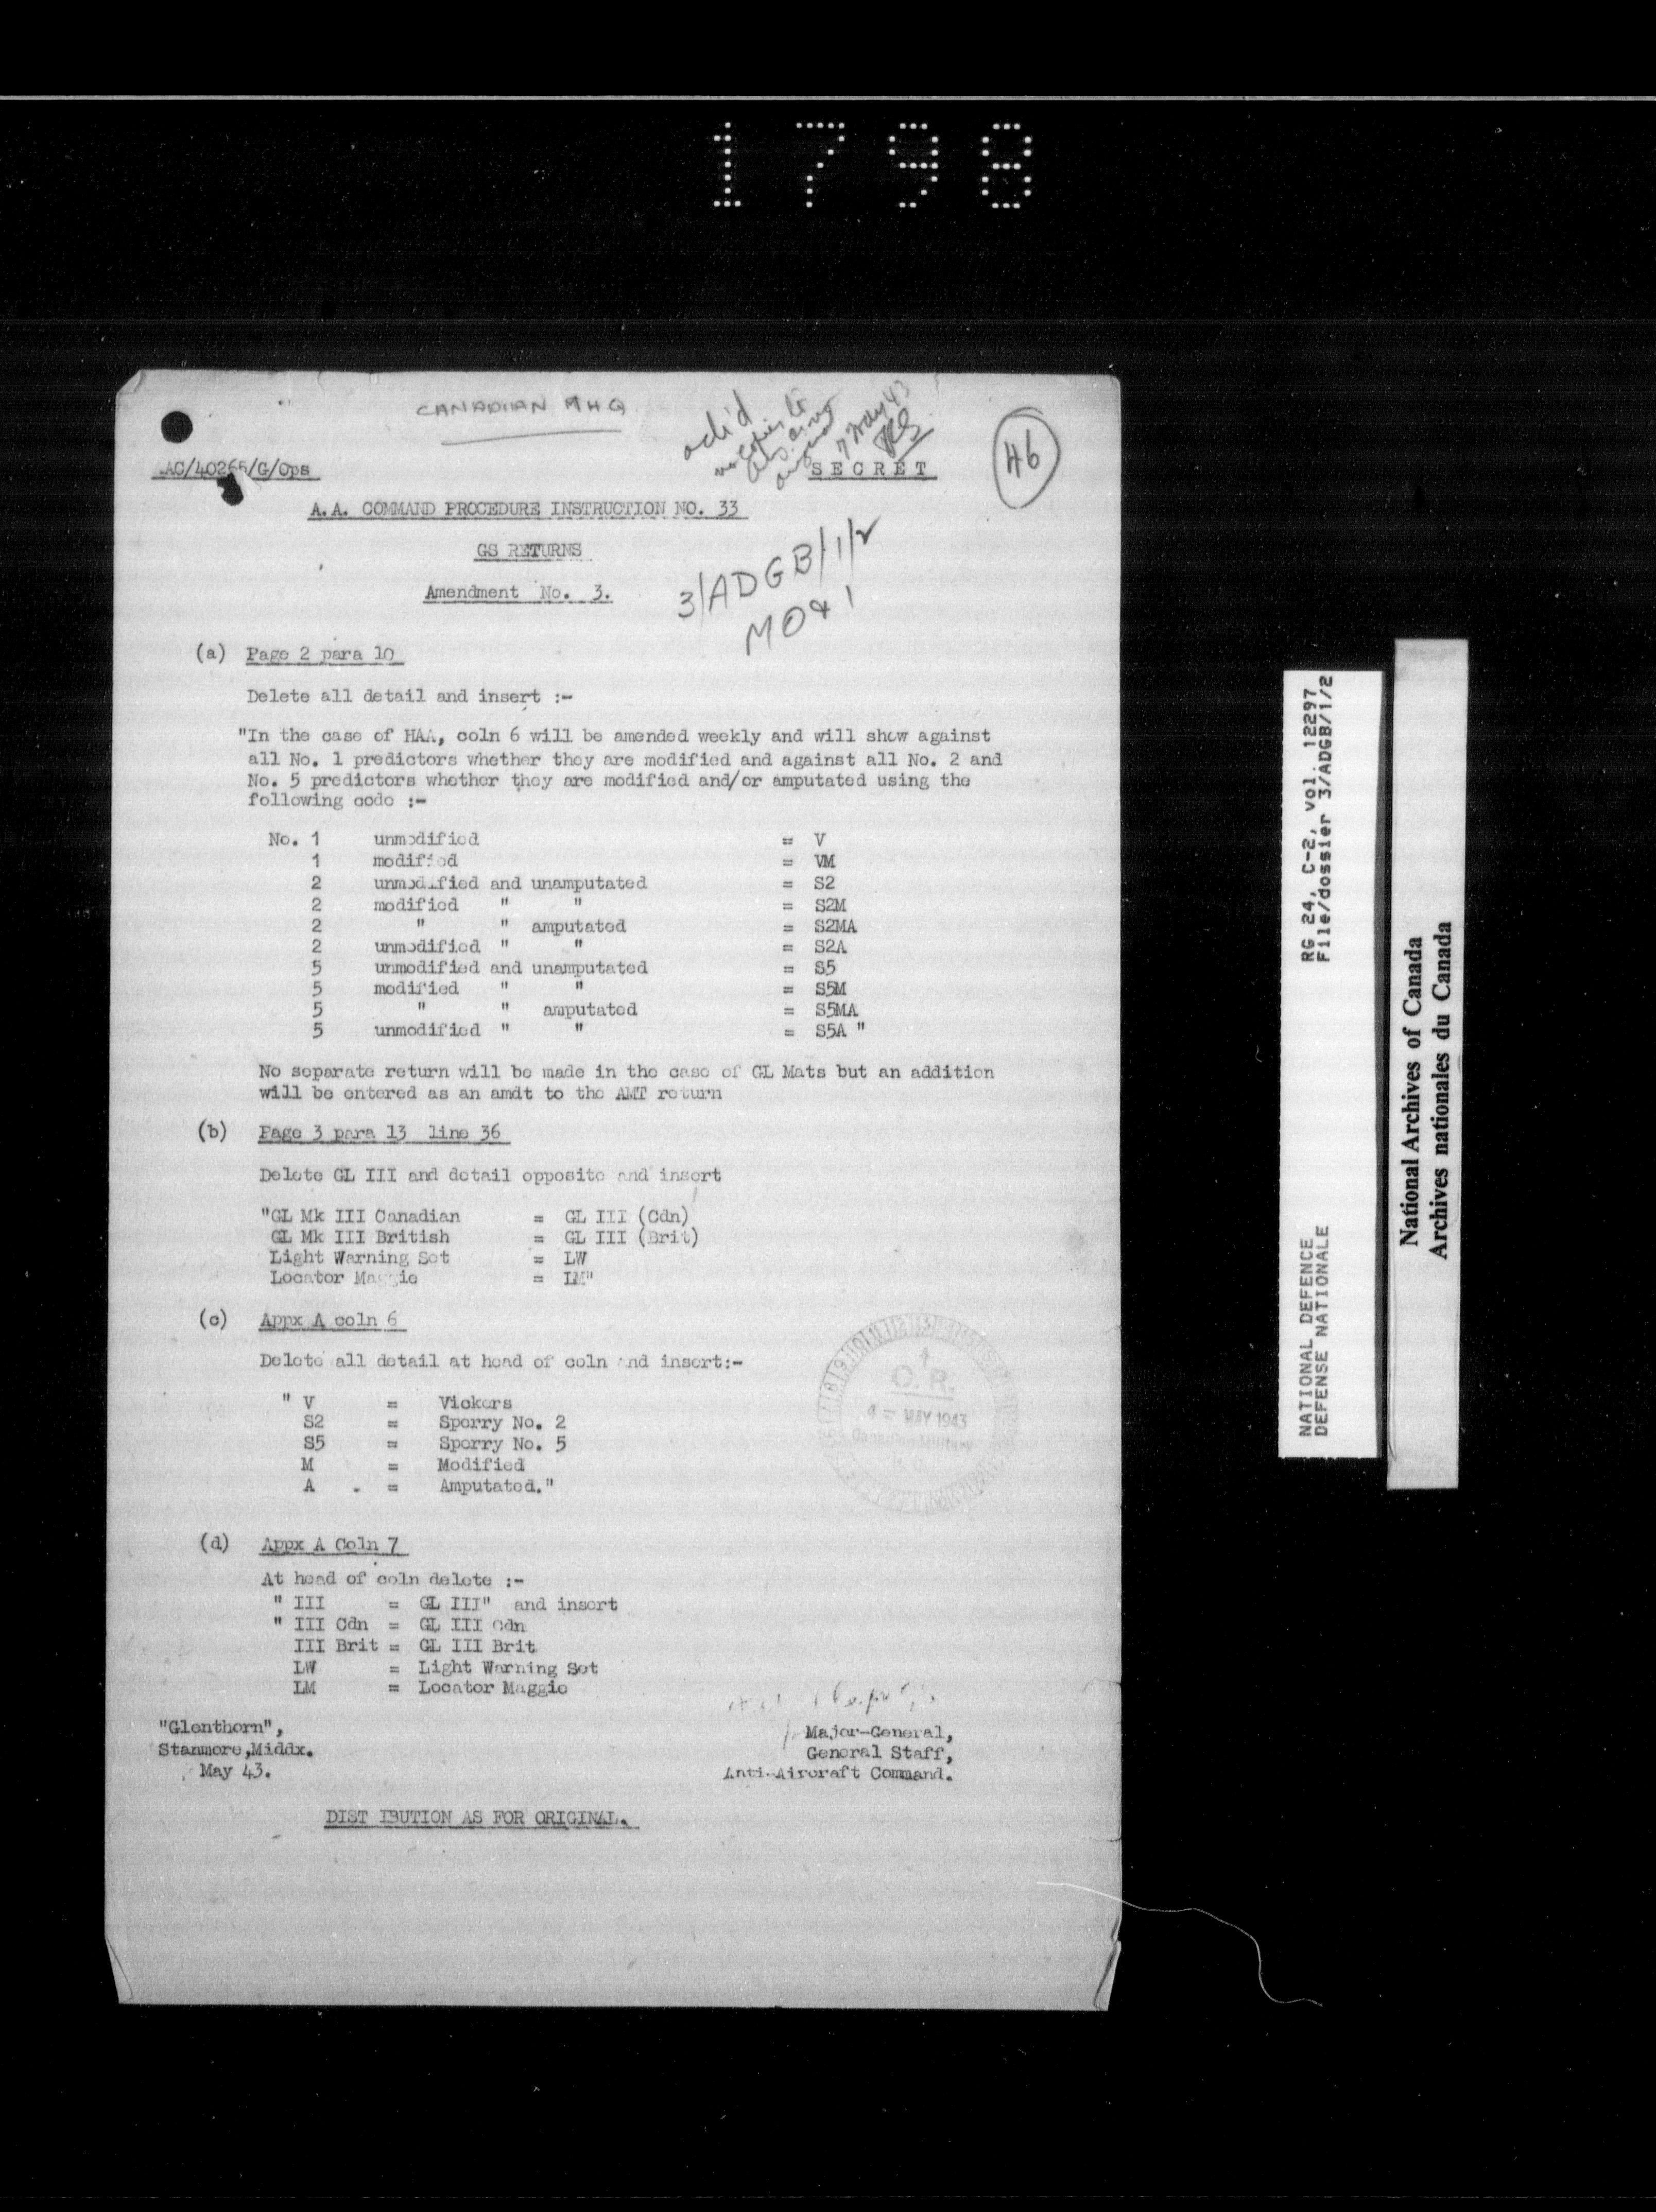 1798
CANADIAN MHQ
46
7 May 43
AC/40265/G/Ops
SECRET
A.A. COMMAND PROCEDURE INSTRUCTION NO. 33
GS RETURNS
3/ADGB/1/2
Amendment No. 3.
(a) Page 2 para 10
Delete all detail and insert :-
"In the case of HAA, coln 6 will be amended weekly and will show against
all No. 1 predictors whether they are modified and against all No. 2 and
No. 5 predictors whether they are modified and/or amputated using the
following code :-
No. 1 unmodified = V
1 modified = VM
2 unmodified and unamputated = S2
2 modified " " = S2M
2 " " amputated = S2MA
2 unmodified " " = S2A
5 unmodified and unamputated = S5
5 modified " " = S5M
5 " " amputated = S5MA
5 unmodified " " = S5A "
No separate return will be made in the case of GL Mats but an addition
will be entered as an amdt to the AMT return
(b) Page 3 para 13 line 36
Delete GL III and detail opposite and insert
"GL Mk III Canadian = GL III (Cdn)
GL Mk III British = GL III (Brit)
Light Warning Set = LW
Locator Maggie = LM"
(c) Appx A coln 6
Delete all detail at head of coln and insert:-
" V = Vickers
S2 = Sperry No. 2
S5 = Sperry No. 5
M = Modified
A . = Amputated."
C.R.
4 - MAY 1943
Canadian Military
(d) Appx A Coln 7
At head of coln delete :-
" III = GL III" and insert
" III Cdn = GL III Cdn
III Brit = GL III Brit
LW = Light Warning Set
LM = Locator Maggie
"Glenthorn",
Stanmore,Middx.
May 43.
Major-General,
General Staff,
Anti-Aircraft Command.
DIST IBUTION AS FOR ORIGINAL.
RG 24, C-2, vol. 12297
File/dossier 3/ADGB/1/2
NATIONAL DEFENCE
DEFENSE NATIONALE
National Archives of Canada
Archives nationales du Canada